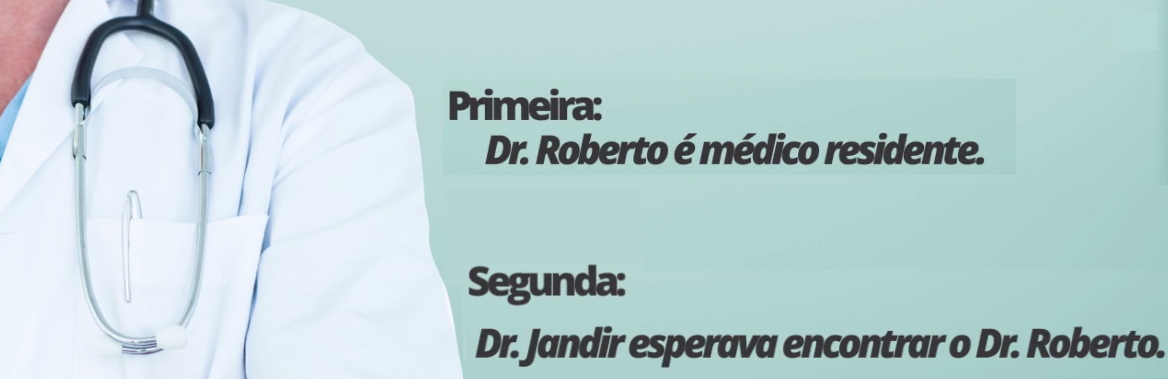 Primeira:
Dr. Roberto é médico residente.
Segunda:
Dr. Jandir esperava encontrar o Dr. Roberto.